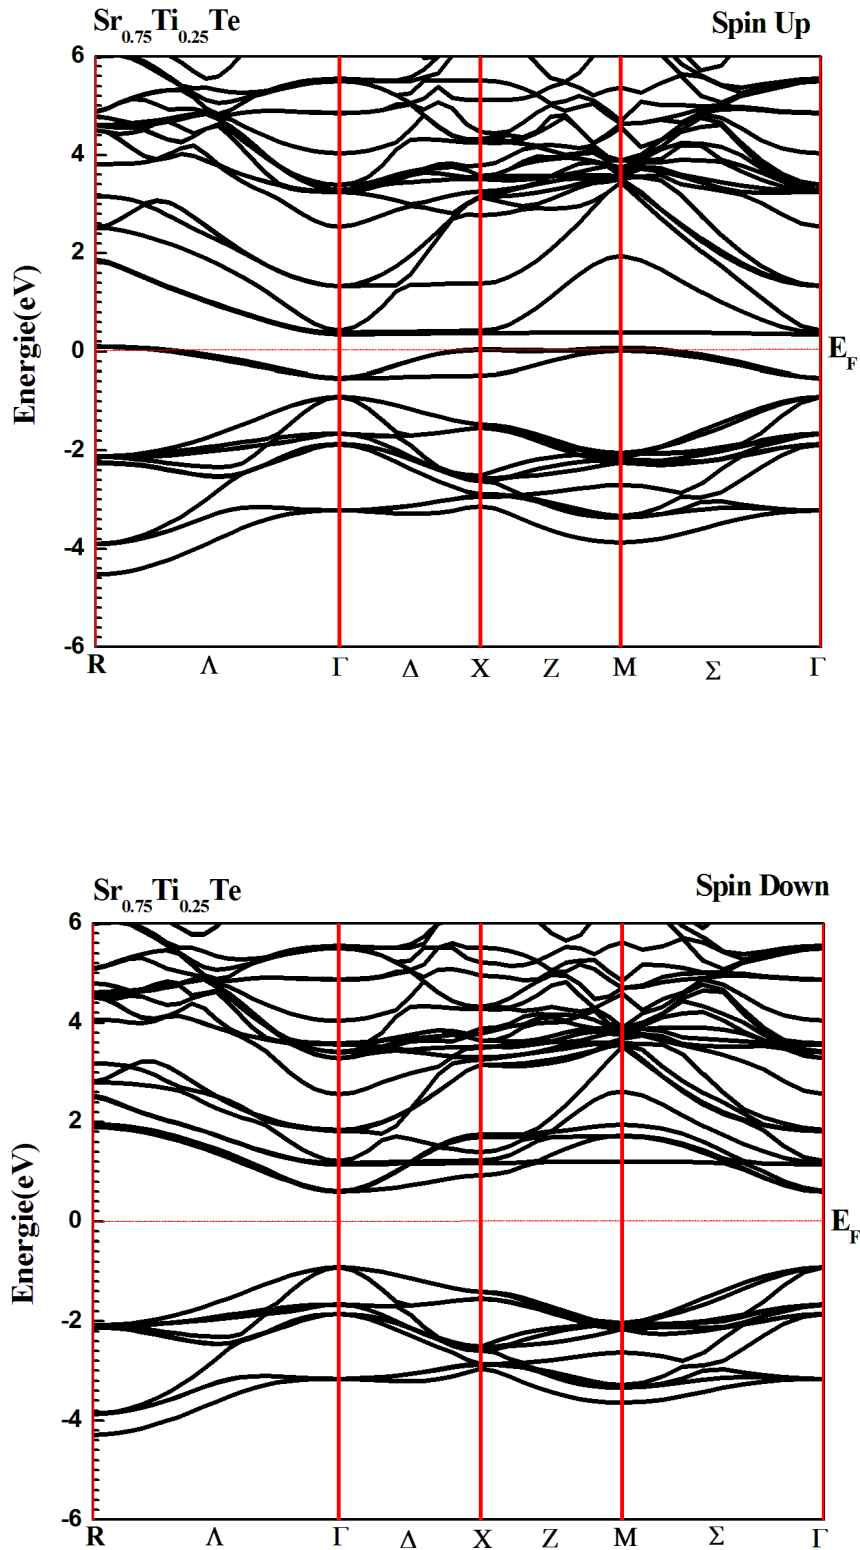 Sr0.75Ti0.25Te Spin Up
6
4
2
0
-2
-4
-6
Energie(eV)
EF
R Λ Γ Δ X Z M Σ Γ
Sr0.75Ti0.25Te Spin Down
6
4
2
0
-2
-4
-6
Energie(eV)
EF
R Λ Γ Δ X Z M Σ Γ